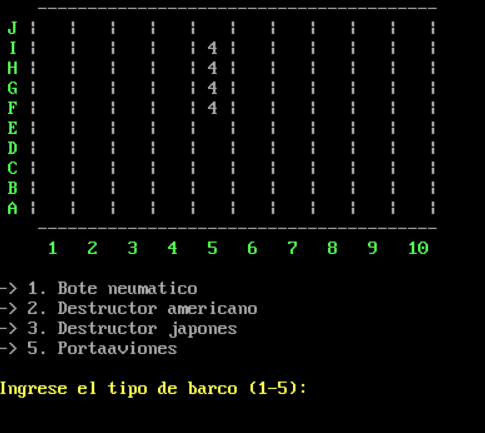 J
I 4
H 4
G 4
F 4
E
D
C
B
A
1 2 3 4 5 6 7 8 9 10
-> 1. Bote neumatico
-> 2. Destructor americano
-> 3. Destructor japones
-> 5. Portaaviones
Ingrese el tipo de barco (1-5):